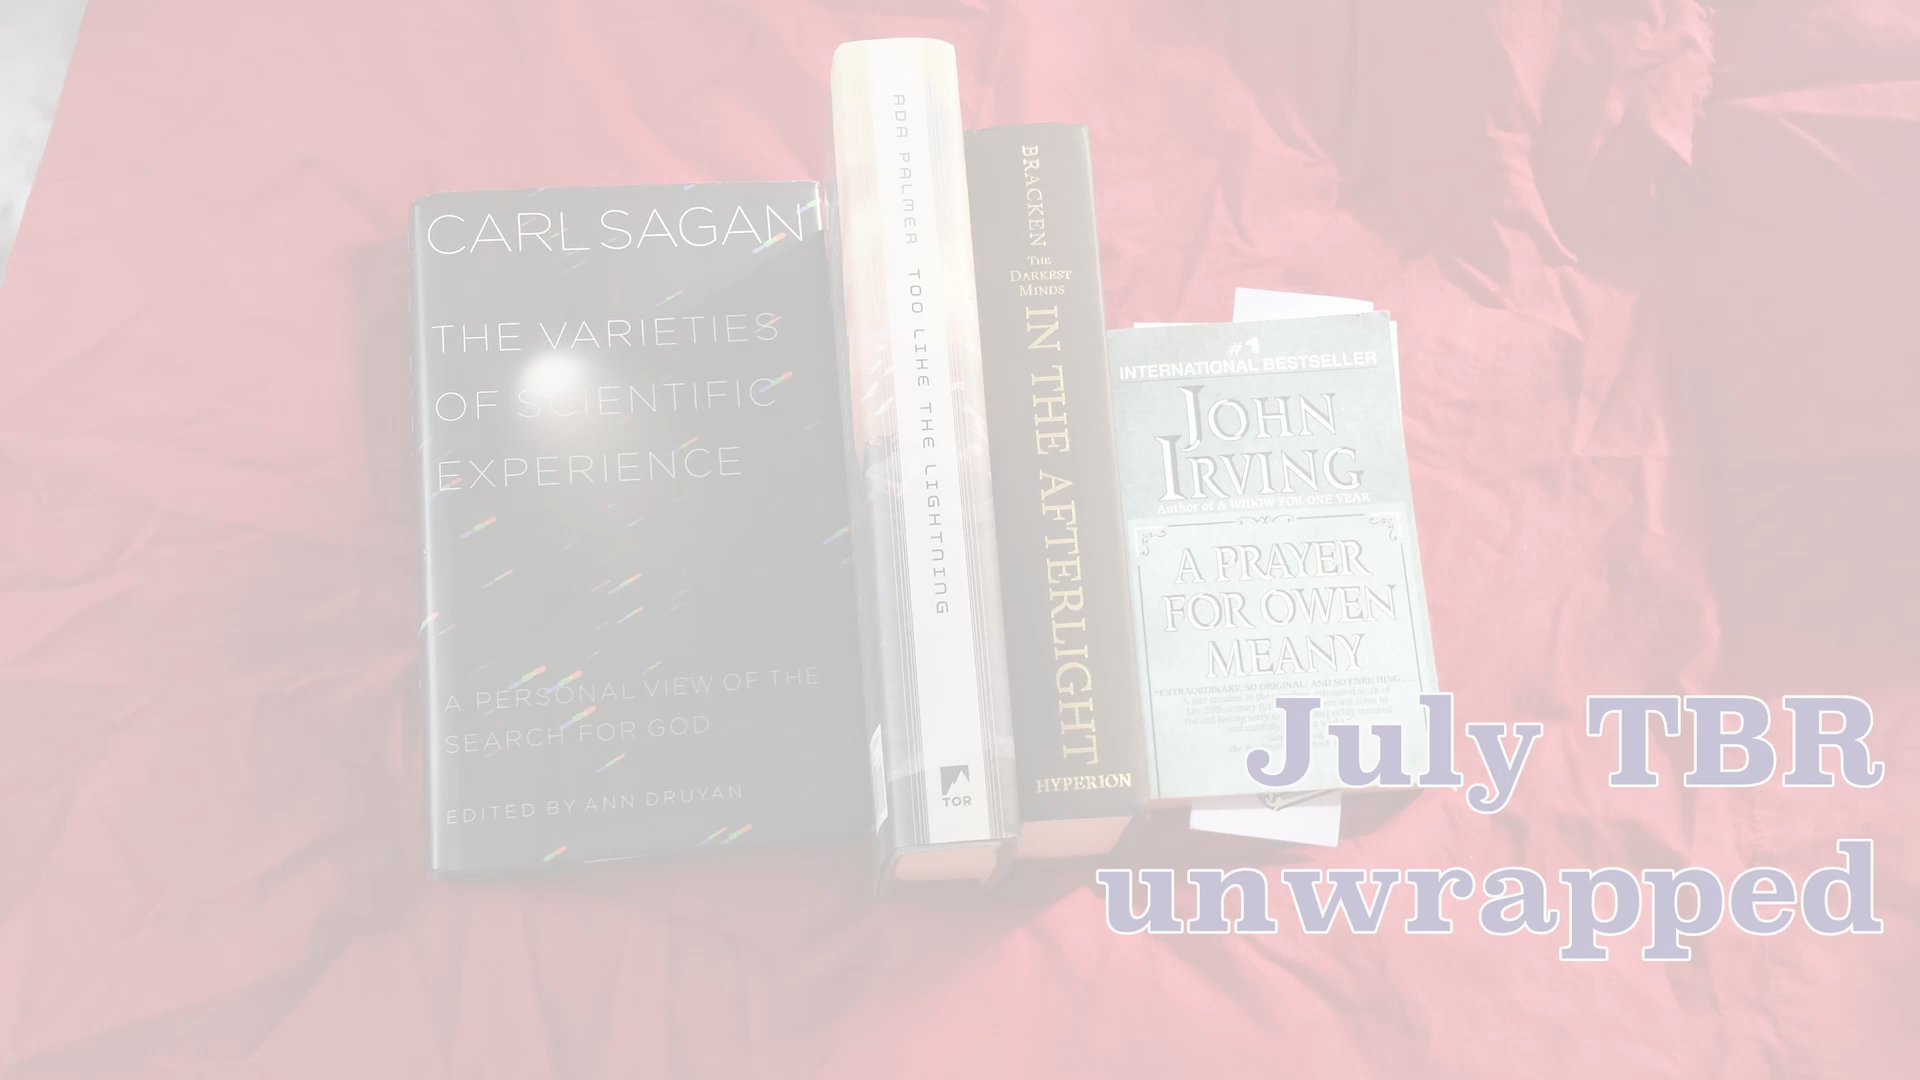 CARL SAGAN
THE VARIETIES
OF SCIENTIFIC
EXPERIENCE
A PERSONAL VIEW OF THE
SEARCH FOR GOD
EDITED BY ANN DRUYAN
ADA PALMER TOO LIKE THE LIGHTNING
TOR
BRACKEN
THE
DARKEST
MINDS
IN THE AFTERLIGHT
HYPERION
#1
INTERNATIONAL BESTSELLER
JOHN
IRVING
Author of A WIDOW FOR ONE YEAR
A PRAYER
FOR OWEN
MEANY
"EXTRAORDINARY, SO ORIGINAL, AND SO ENRICHING...
July TBR
unwrapped